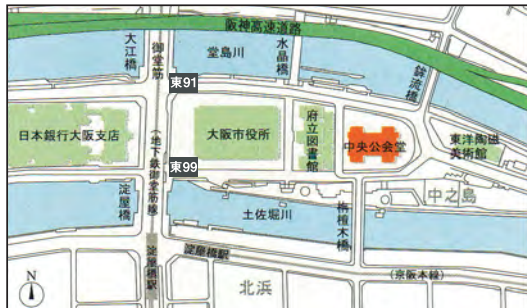 阪神高速道路
大江橋
御堂筋
堂島川
水晶橋
鉾流橋
東91
日本銀行大阪支店
(地下鉄御堂筋線)
大阪市役所
府立図書館
中央公会堂
東洋陶磁
美術館
東99
中之島
淀屋橋
土佐堀川
栴檀木橋
淀屋橋駅
淀屋橋駅
(京阪本線)
北浜
N